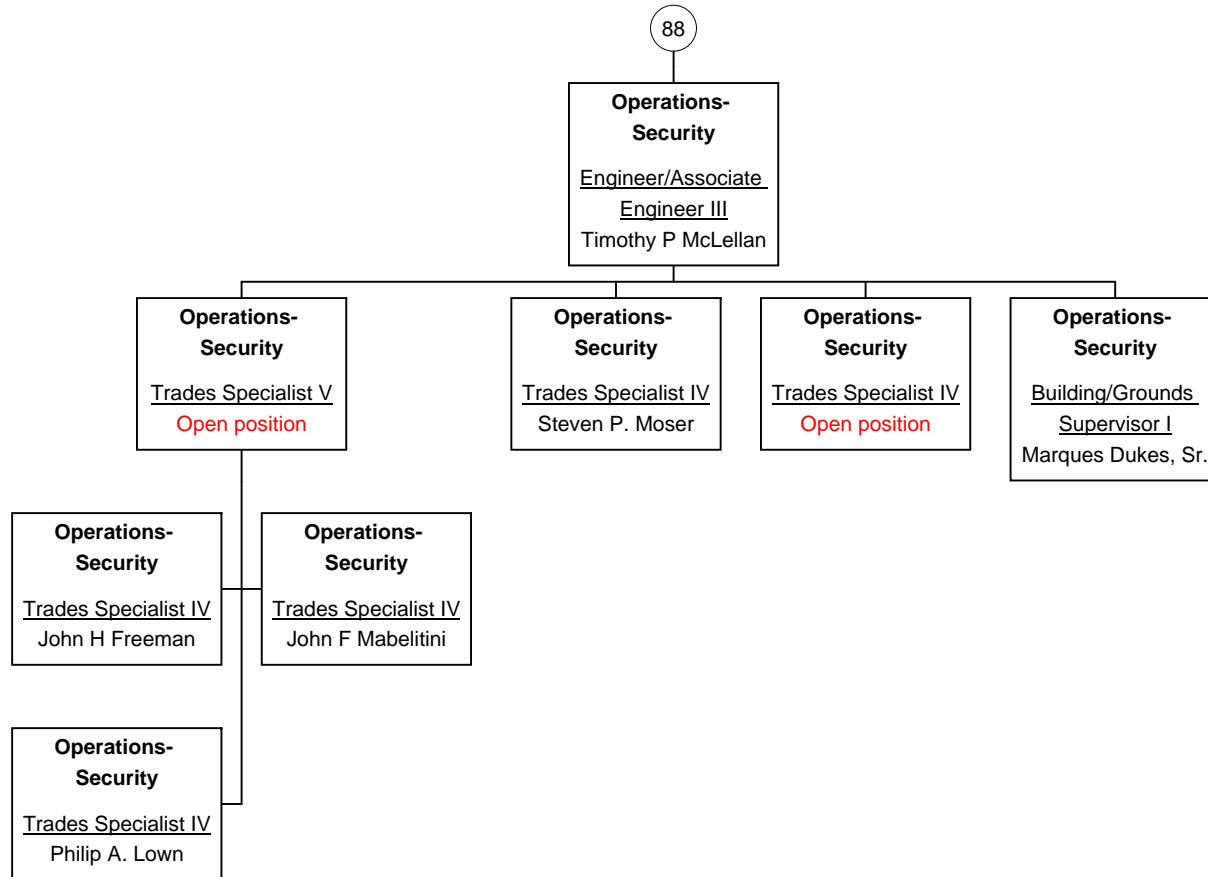 88
Operations-
Security
Engineer/Associate
Engineer III
Timothy P McLellan
Operations-
Security
Trades Specialist V
Open position
Operations-
Security
Trades Specialist IV
Steven P. Moser
Operations-
Security
Trades Specialist IV
Open position
Operations-
Security
Building/Grounds
Supervisor I
Marques Dukes, Sr.
Operations-
Security
Trades Specialist IV
John H Freeman
Operations-
Security
Trades Specialist IV
John F Mabelitini
Operations-
Security
Trades Specialist IV
Philip A. Lown